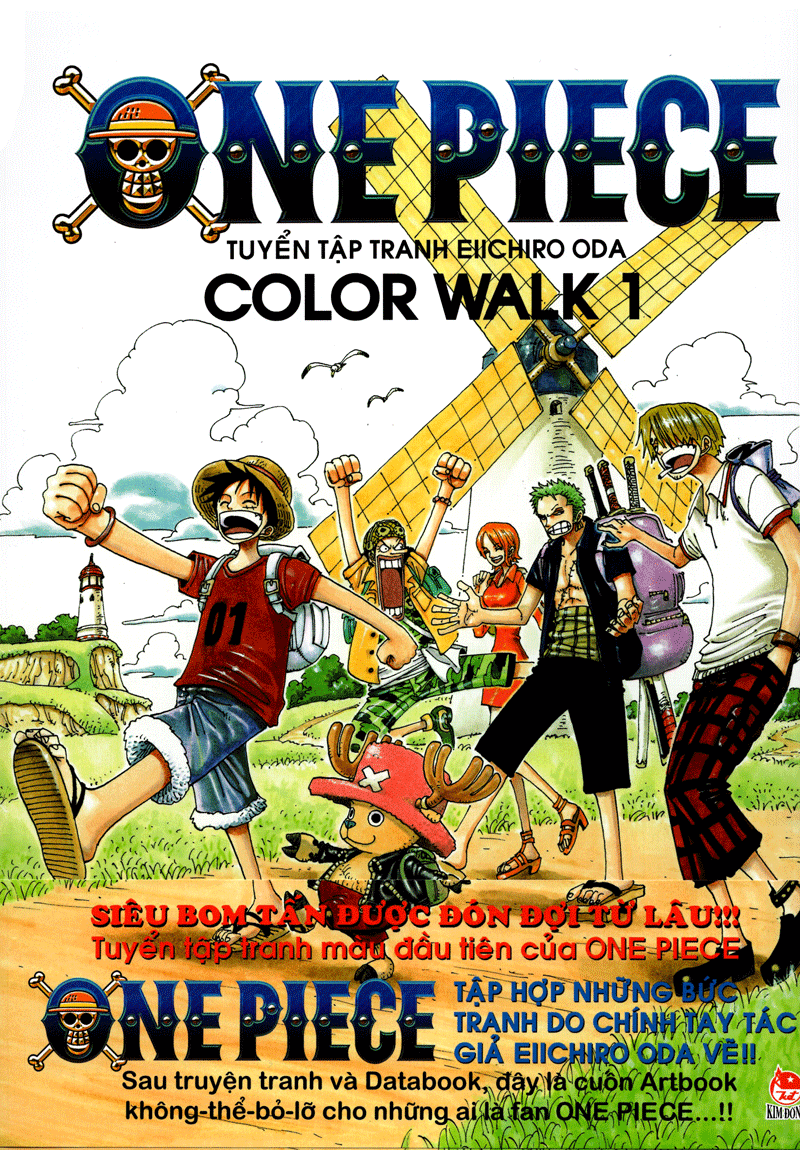 ONE PIECE
TUYỂN TẬP TRANH EIICHIRO ODA
COLOR WALK 1
01
SIÊU BOM TẤN ĐƯỢC ĐÓN ĐỢI TỪ LÂU!!!
Tuyển tập tranh màu đầu tiên của ONE PIECE
ONE PIECE
TẬP HỢP NHỮNG BỨC
TRANH DO CHÍNH TAY TÁC
GIẢ EIICHIRO ODA VẼ!!
Sau truyện tranh và Databook, đây là cuốn Artbook
không-thể-bỏ-lỡ cho những ai là fan ONE PIECE...!!
KIM ĐỒNG